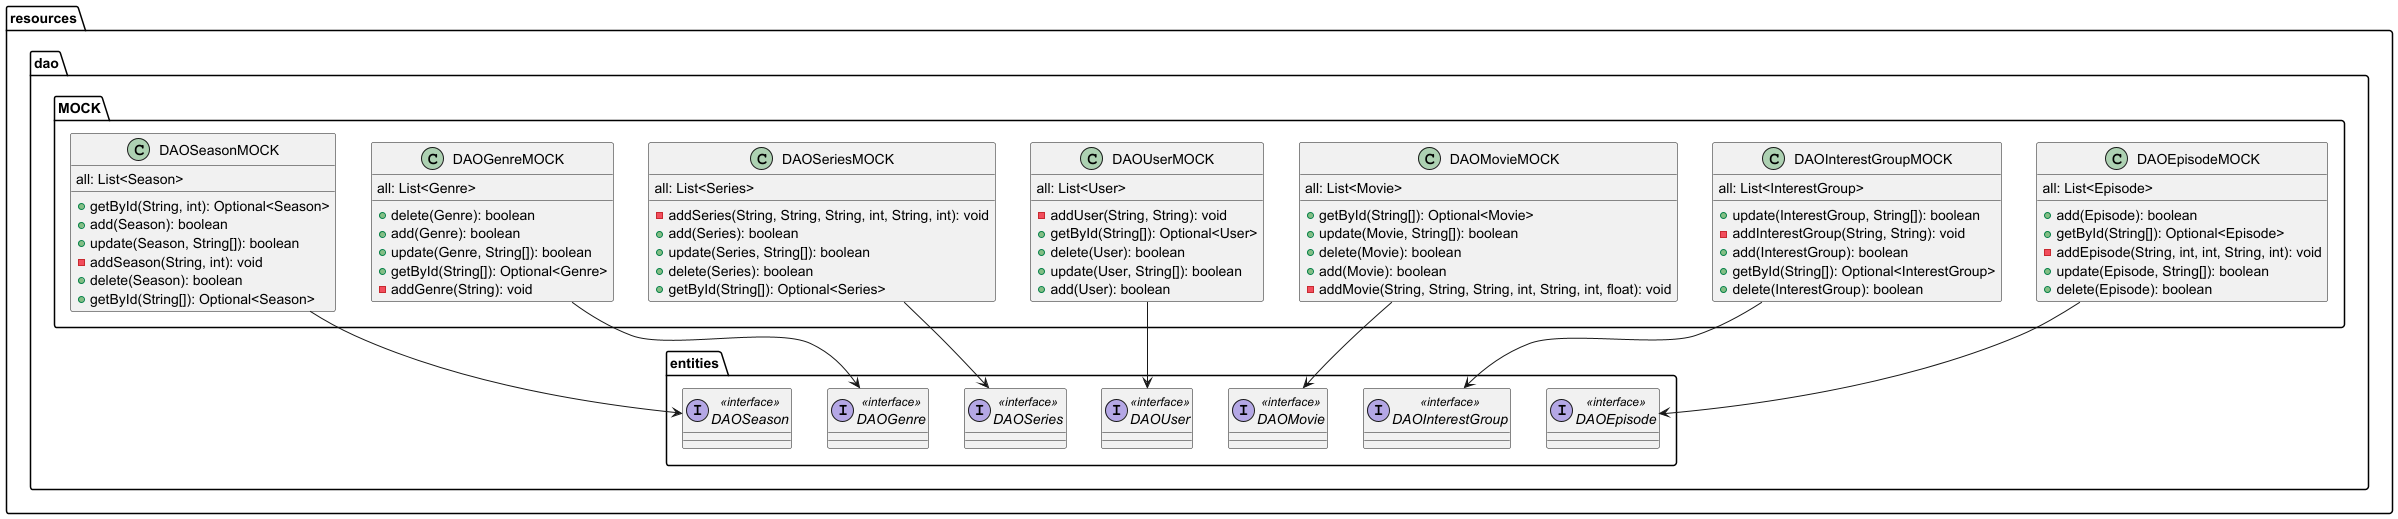 resources
dao
MOCK
C DAOSeasonMOCK
all: List<Season>
getById(String, int): Optional<Season>
add(Season): boolean
update(Season, String[]): boolean
addSeason(String, int): void
delete(Season): boolean
getById(String[]): Optional<Season>
C DAOGenreMOCK
all: List<Genre>
delete(Genre): boolean
add(Genre): boolean
update(Genre, String[]): boolean
getById(String[]): Optional<Genre>
addGenre(String): void
C DAOSeriesMOCK
all: List<Series>
addSeries(String, String, String, int, String, int): void
add(Series): boolean
update(Series, String[]): boolean
delete(Series): boolean
getById(String[]): Optional<Series>
C DAOUserMOCK
all: List<User>
addUser(String, String): void
getById(String[]): Optional<User>
delete(User): boolean
update(User, String[]): boolean
add(User): boolean
C DAOMovieMOCK
all: List<Movie>
getById(String[]): Optional<Movie>
update(Movie, String[]): boolean
delete(Movie): boolean
add(Movie): boolean
addMovie(String, String, String, int, String, int, float): void
C DAOInterestGroupMOCK
all: List<InterestGroup>
update(InterestGroup, String[]): boolean
addInterestGroup(String, String): void
add(InterestGroup): boolean
getById(String[]): Optional<InterestGroup>
delete(InterestGroup): boolean
C DAOEpisodeMOCK
all: List<Episode>
add(Episode): boolean
getById(String[]): Optional<Episode>
addEpisode(String, int, int, String, int): void
update(Episode, String[]): boolean
delete(Episode): boolean
entities
I «interface»
DAOSeason
I «interface»
DAOGenre
I «interface»
DAOSeries
I «interface»
DAOUser
I «interface»
DAOMovie
I «interface»
DAOInterestGroup
I «interface»
DAOEpisode